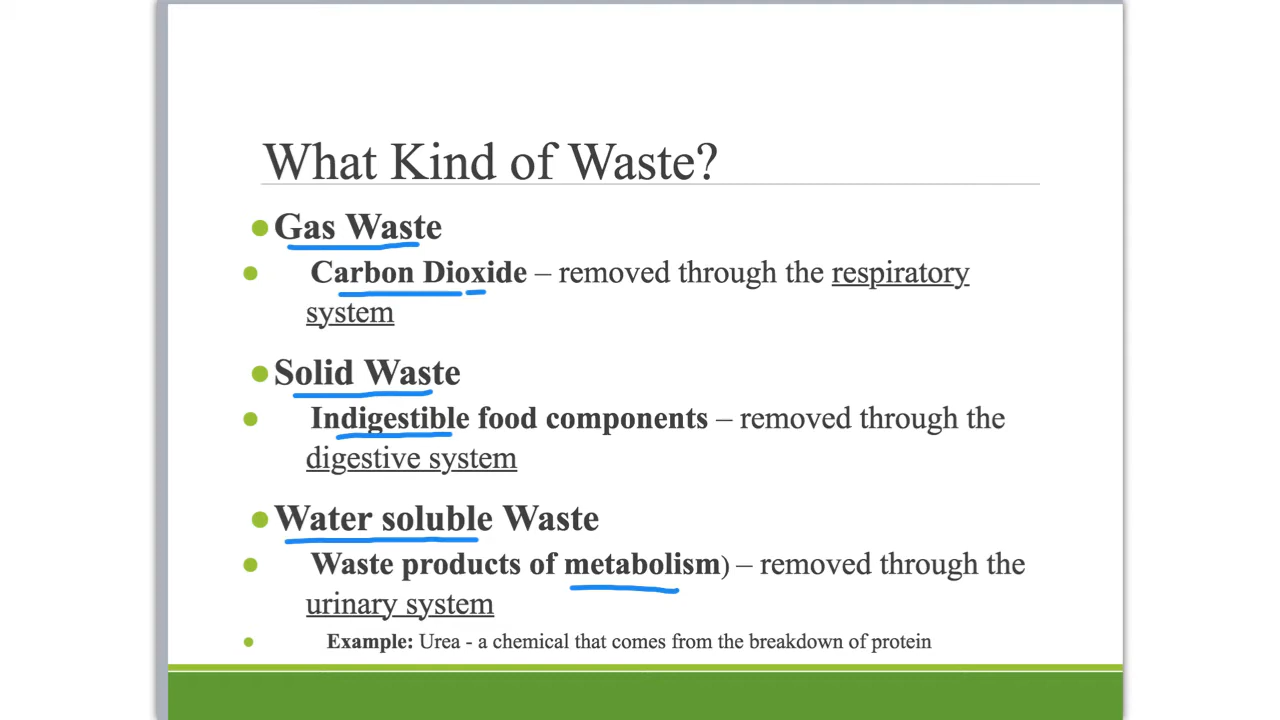 What Kind of Waste?
●Gas Waste
● Carbon Dioxide – removed through the respiratory
system
●Solid Waste
● Indigestible food components – removed through the
digestive system
●Water soluble Waste
● Waste products of metabolism) – removed through the
urinary system
● Example: Urea - a chemical that comes from the breakdown of protein